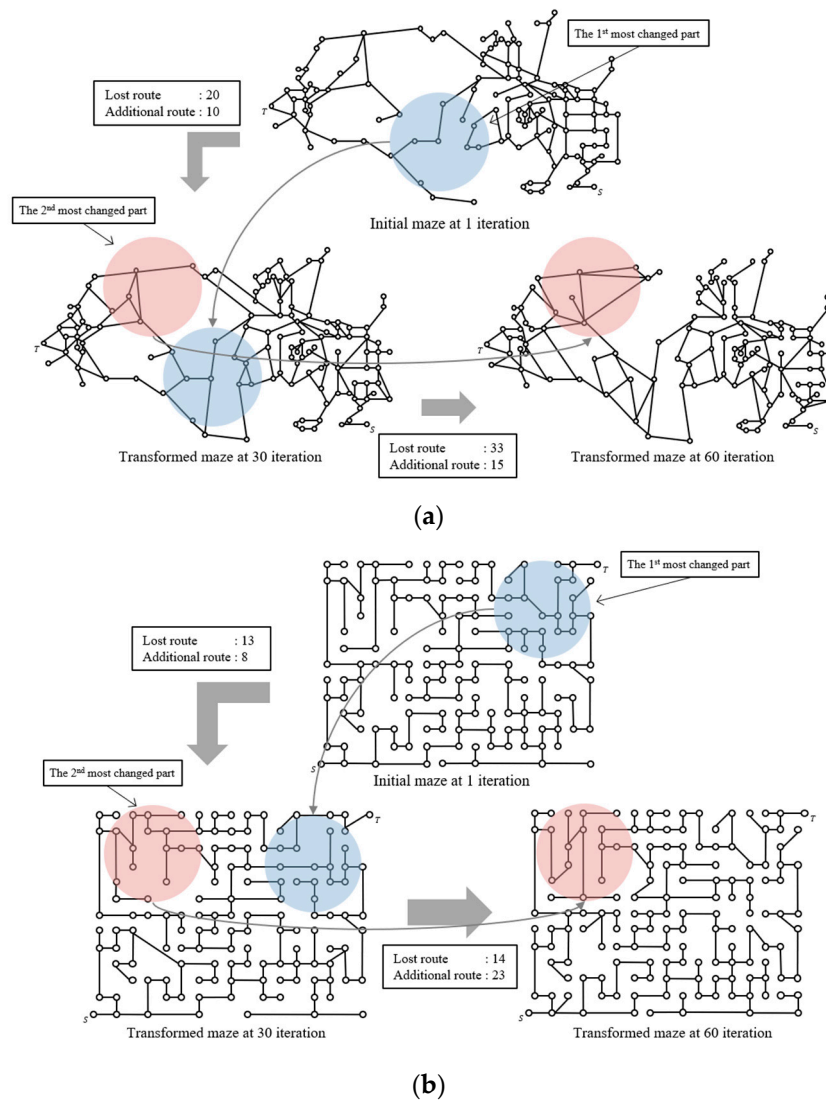 The 1st most changed part
Lost route : 20
Additional route : 10
T
S
Initial maze at 1 iteration
The 2nd most changed part
T
T
S
S
Transformed maze at 30 iteration
Lost route : 33
Additional route : 15
Transformed maze at 60 iteration
(a)
T
The 1st most changed part
Lost route : 13
Additional route : 8
S
Initial maze at 1 iteration
The 2nd most changed part
T
T
Lost route : 14
Additional route : 23
S
S
Transformed maze at 30 iteration
Transformed maze at 60 iteration
(b)